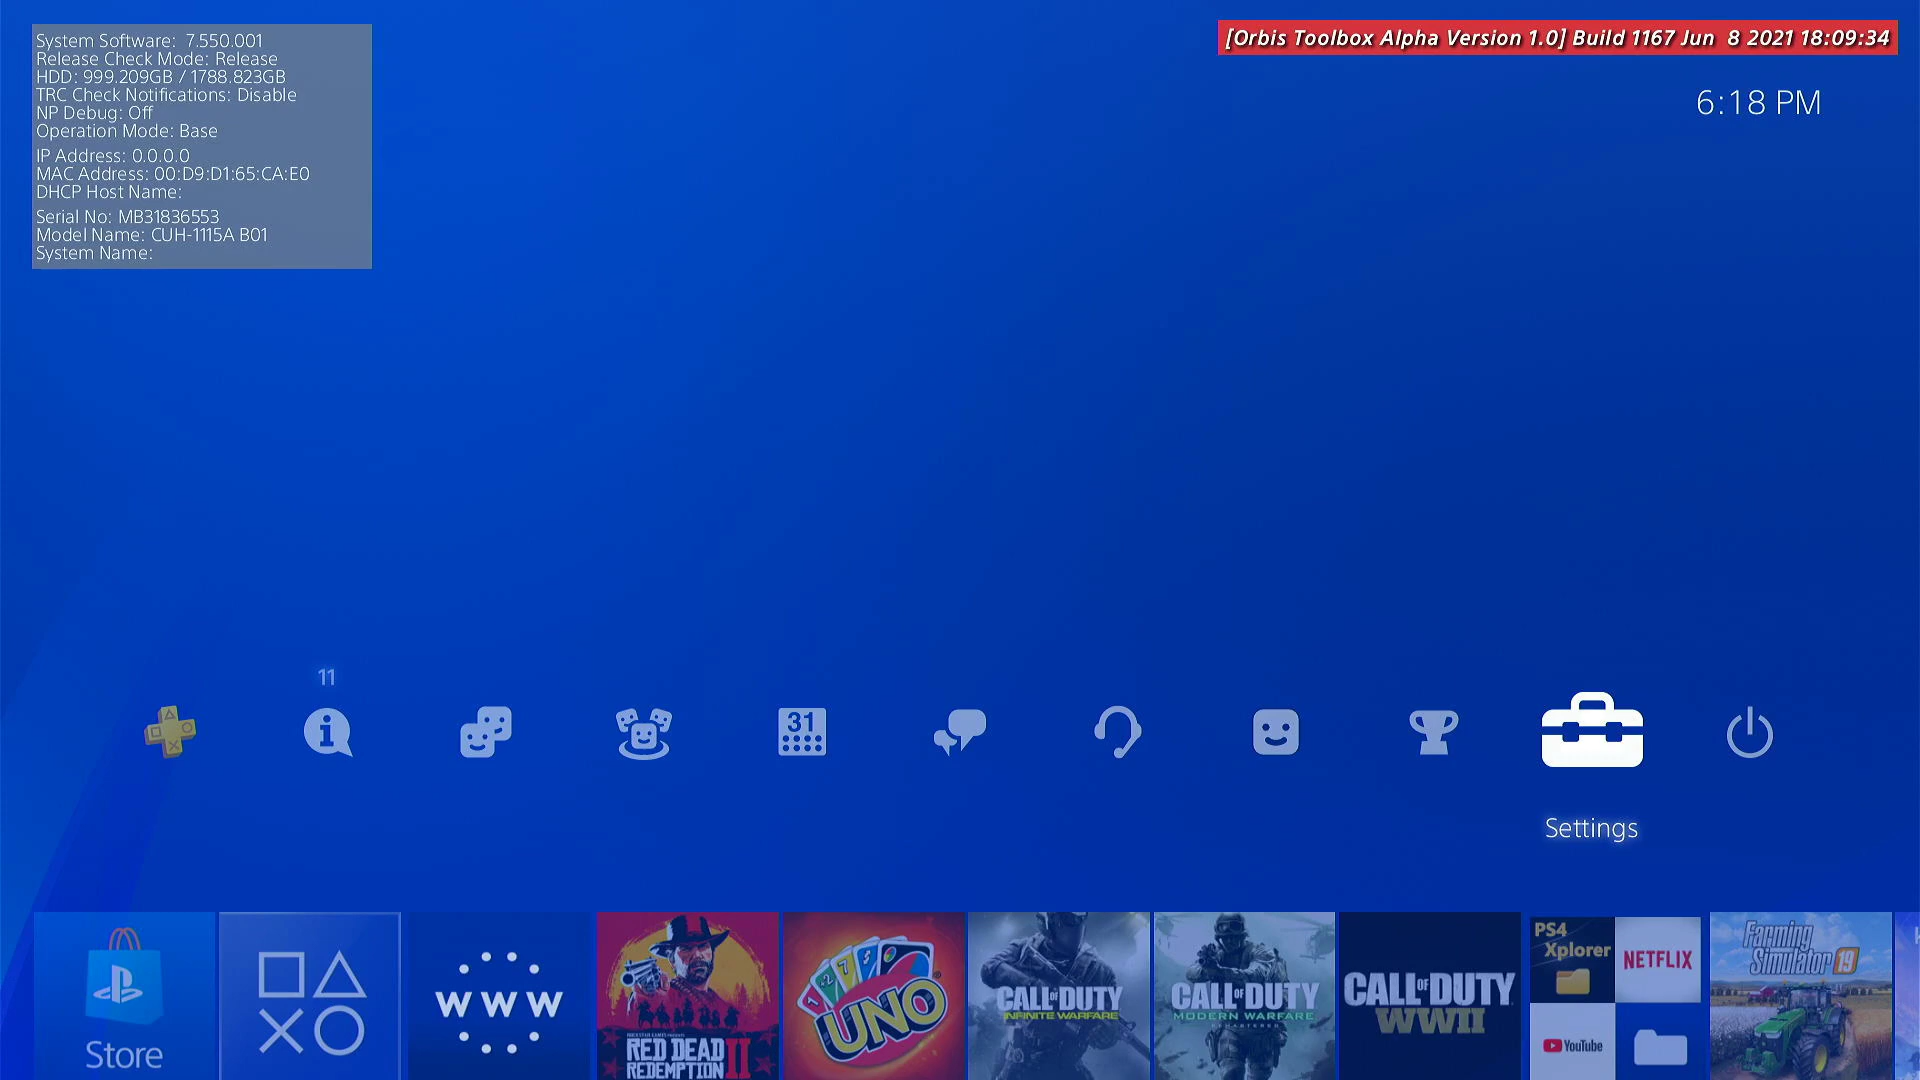 System Software:  7.550.001
Release Check Mode: Release
HDD: 999.209GB / 1788.823GB
TRC Check Notifications: Disable
NP Debug: Off
Operation Mode: Base
IP Address: 0.0.0.0
MAC Address: 00:D9:D1:65:CA:E0
DHCP Host Name:
Serial No: MB31836553
Model Name: CUH-1115A B01
System Name:
[Orbis Toolbox Alpha Version 1.0] Build 1167 Jun  8 2021 18:09:34
6:18 PM
11
31
Settings
Store
WWW
RED DEAD
REDEMPTION II
UNO
CALL OF DUTY
INFINITE WARFARE
CALL OF DUTY
MODERN WARFARE
REMASTERED
CALL OF DUTY
WWII
PS4
Xplorer
NETFLIX
YouTube
Farming
Simulator 19